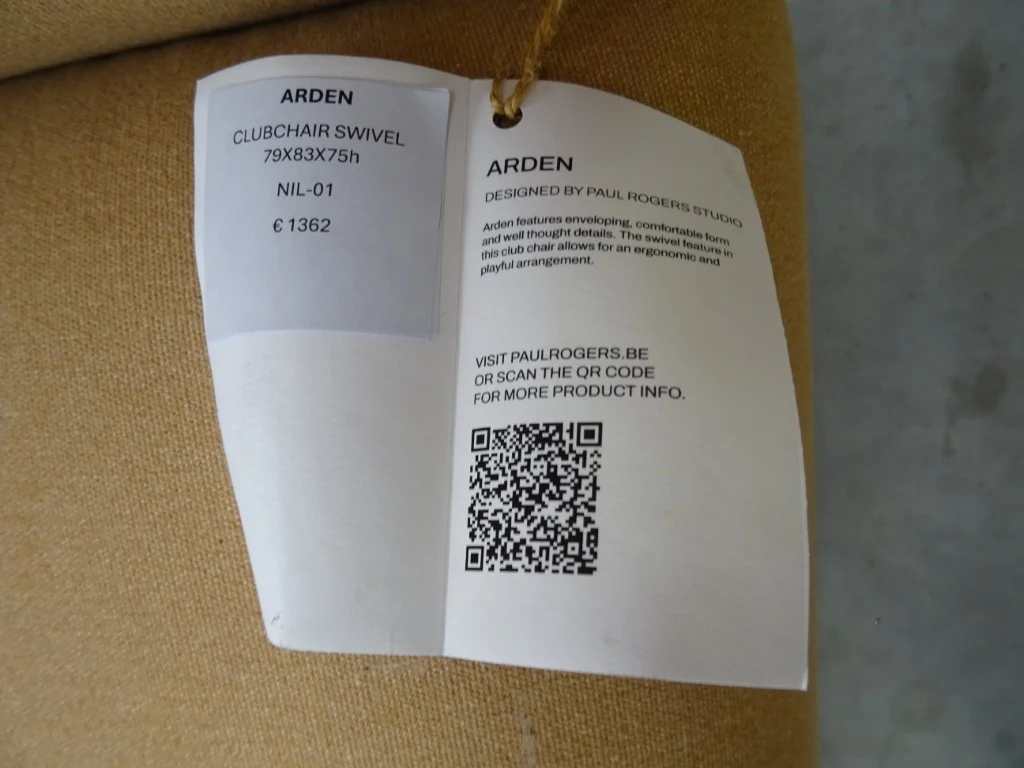 ARDEN
CLUBCHAIR SWIVEL
79X83X75h
NIL-01
€ 1362
ARDEN
DESIGNED BY PAUL ROGERS STUDIO
Arden features enveloping, comfortable form
and well thought details. The swivel feature in
this club chair allows for an ergonomic and
playful arrangement.
VISIT PAULROGERS.BE
OR SCAN THE QR CODE
FOR MORE PRODUCT INFO.